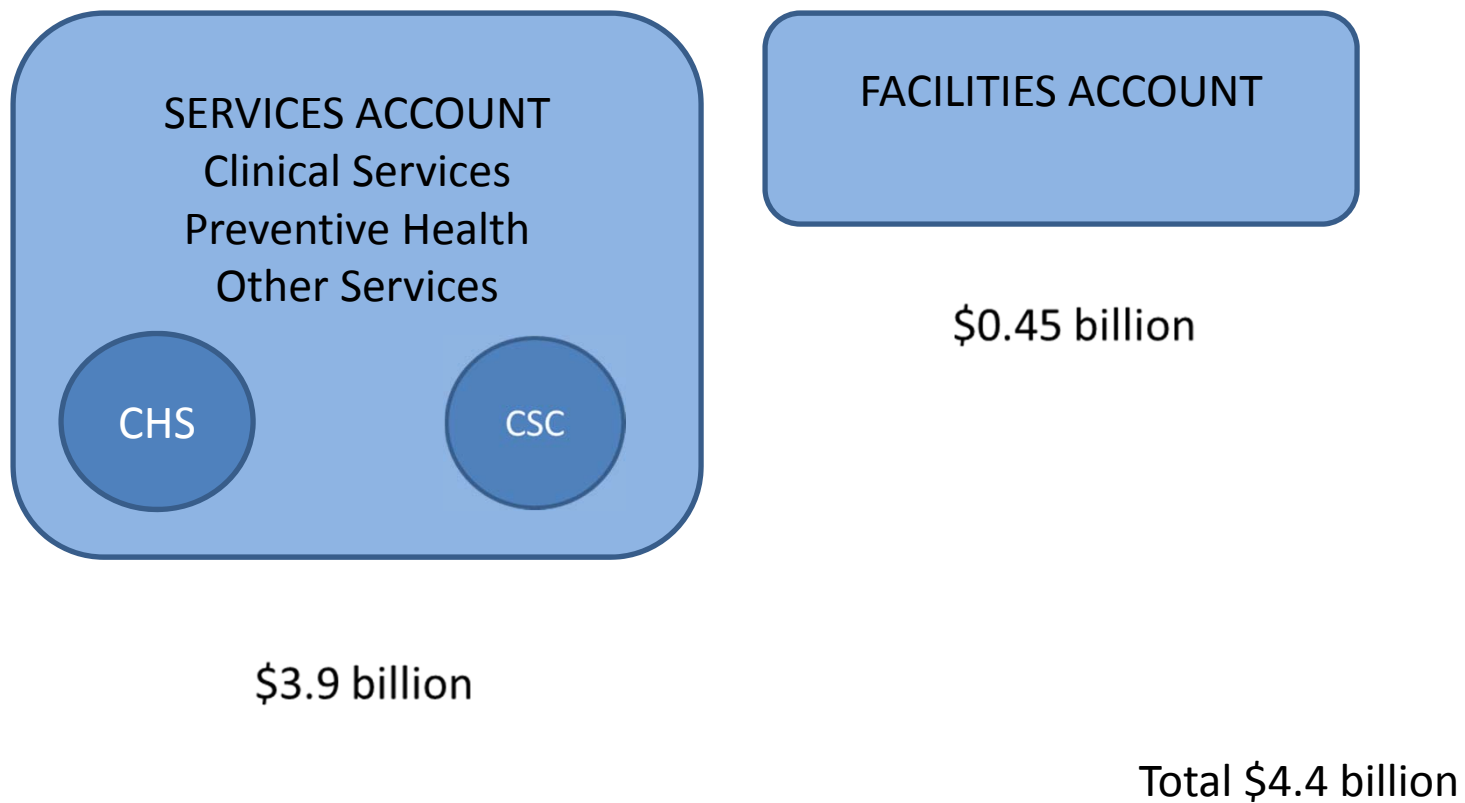 SERVICES ACCOUNT
Clinical Services
Preventive Health
Other Services
CHS
CSC
$3.9 billion
FACILITIES ACCOUNT
$0.45 billion
Total $4.4 billion